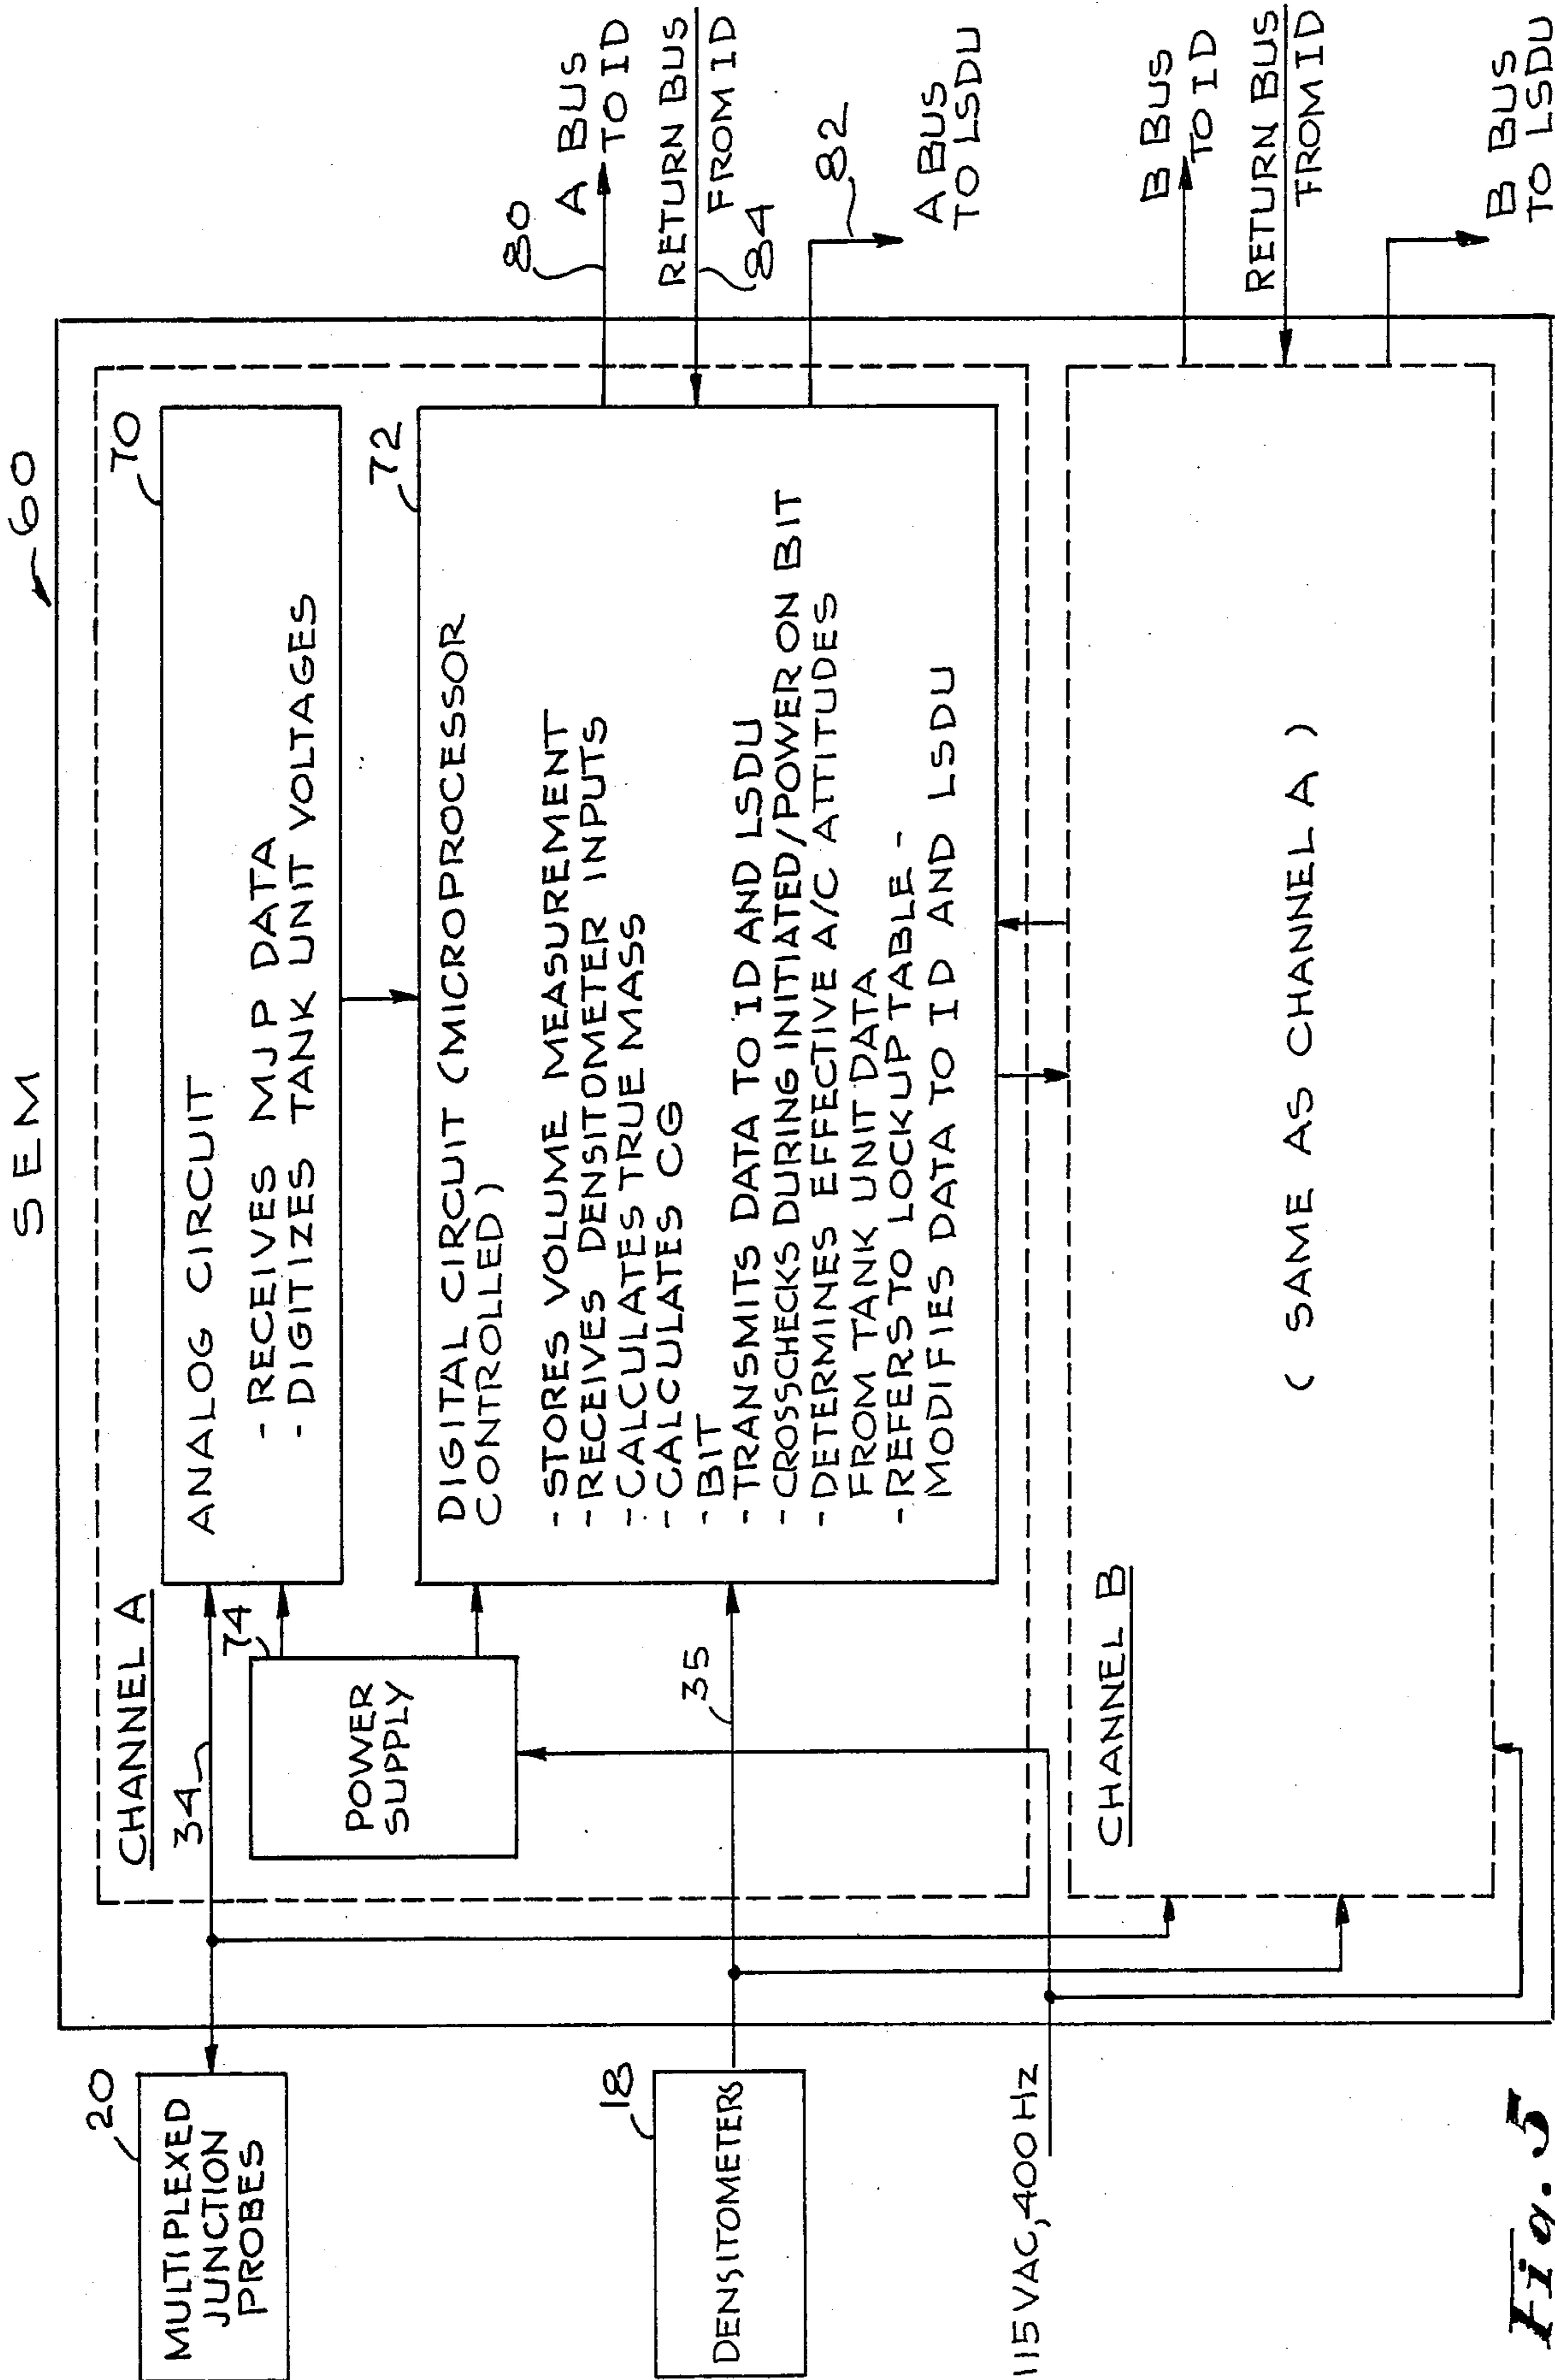 SEM
60
20
MULTIPLEXED
JUNCTION
PROBES
34
CHANNEL A
70
ANALOG CIRCUIT
- RECEIVES MJP DATA
- DIGITIZES TANK UNIT VOLTAGES
74
POWER
SUPPLY
72
DIGITAL CIRCUIT (MICROPROCESSOR
CONTROLLED)
- STORES VOLUME MEASUREMENT
- RECEIVES DENSITOMETER INPUTS
- CALCULATES TRUE MASS
- CALCULATES CG
- BIT
- TRANSMITS DATA TO ID AND LSDU
- CROSSCHECKS DURING INITIATED/POWER ON BIT
- DETERMINES EFFECTIVE A/C ATTITUDES
FROM TANK UNIT DATA
- REFERS TO LOCKUP TABLE -
MODIFIES DATA TO ID AND LSDU
80
A BUS
TO ID
RETURN BUS
FROM ID
84
82
A BUS
TO LSDU
18
DENSITOMETERS
35
115VAC, 400Hz
CHANNEL B
( SAME AS CHANNEL A )
B BUS
TO ID
RETURN BUS
FROM ID
B BUS
TO LSDU
Fig. 5